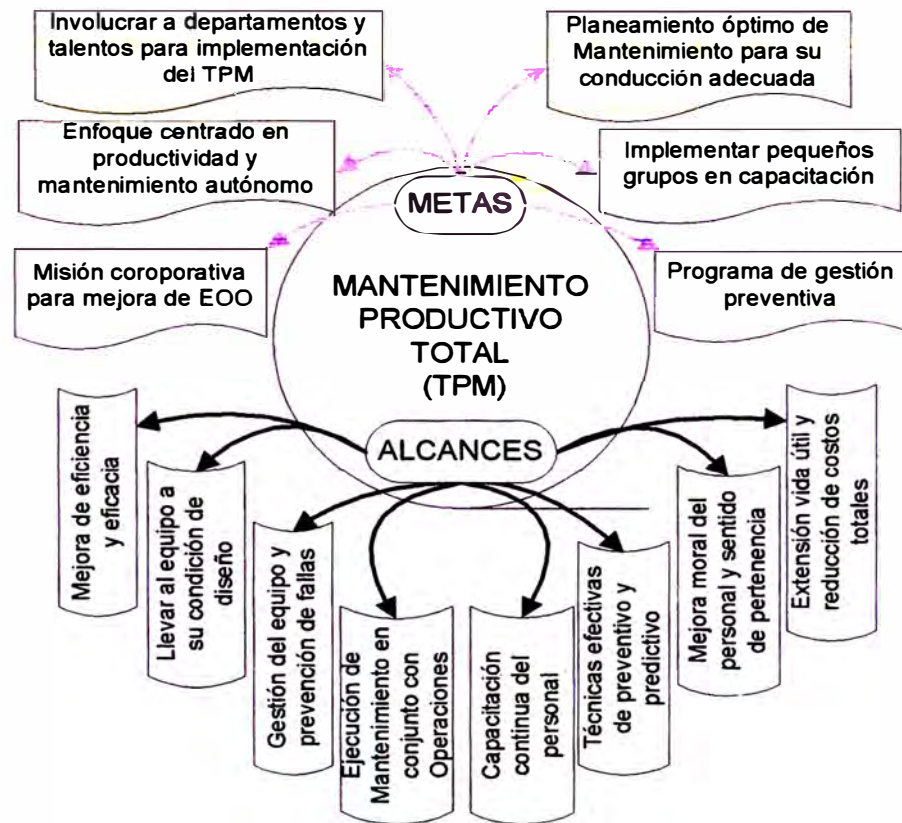 Involucrar a departamentos y
talentos para implementación
del TPM
Planeamiento óptimo de
Mantenimiento para su
conducción adecuada
Enfoque centrado en
productividad y
mantenimiento autónomo
Implementar pequeños
grupos en capacitación
METAS
Misión coroporativa
para mejora de EOO
Programa de gestión
preventiva
MANTENIMIENTO
PRODUCTIVO
TOTAL
(TPM)
ALCANCES
Mejora de eficiencia
y eficacia
Llevar al equipo a
su condición de
diseño
Gestión del equipo y
prevención de fallas
Ejecución de
Mantenimiento en
conjunto con
Operaciones
Capacitación
continua del
personal
Técnicas efectivas
de preventivo y
predictivo
Mejora moral del
personal y sentido
de pertenencia
Extensión vida útil y
reducción de costos
totales